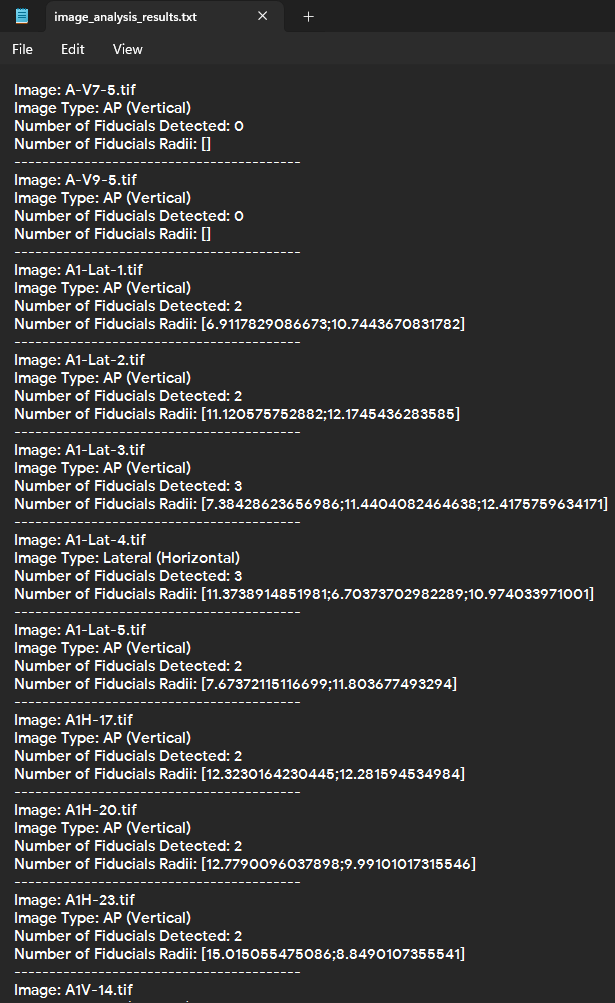 image_analysis_results.txt
File Edit View
Image: A-V7-5.tif
Image Type: AP (Vertical)
Number of Fiducials Detected: 0
Number of Fiducials Radii: []
-----------------------------------------
Image: A-V9-5.tif
Image Type: AP (Vertical)
Number of Fiducials Detected: 0
Number of Fiducials Radii: []
-----------------------------------------
Image: A1-Lat-1.tif
Image Type: AP (Vertical)
Number of Fiducials Detected: 2
Number of Fiducials Radii: [6.9117829086673;10.7443670831782]
-----------------------------------------
Image: A1-Lat-2.tif
Image Type: AP (Vertical)
Number of Fiducials Detected: 2
Number of Fiducials Radii: [11.120575752882;12.1745436283585]
-----------------------------------------
Image: A1-Lat-3.tif
Image Type: AP (Vertical)
Number of Fiducials Detected: 3
Number of Fiducials Radii: [7.38428623656986;11.4404082464638;12.4175759634171]
-----------------------------------------
Image: A1-Lat-4.tif
Image Type: Lateral (Horizontal)
Number of Fiducials Detected: 3
Number of Fiducials Radii: [11.3738914851981;6.70373702982289;10.974033971001]
-----------------------------------------
Image: A1-Lat-5.tif
Image Type: AP (Vertical)
Number of Fiducials Detected: 2
Number of Fiducials Radii: [7.67372115116699;11.803677493294]
-----------------------------------------
Image: A1H-17.tif
Image Type: AP (Vertical)
Number of Fiducials Detected: 2
Number of Fiducials Radii: [12.3230164230445;12.281594534984]
-----------------------------------------
Image: A1H-20.tif
Image Type: AP (Vertical)
Number of Fiducials Detected: 2
Number of Fiducials Radii: [12.7790096037898;9.99101017315546]
-----------------------------------------
Image: A1H-23.tif
Image Type: AP (Vertical)
Number of Fiducials Detected: 2
Number of Fiducials Radii: [15.015055475086;8.8490107355541]
-----------------------------------------
Image: A1V-14.tif